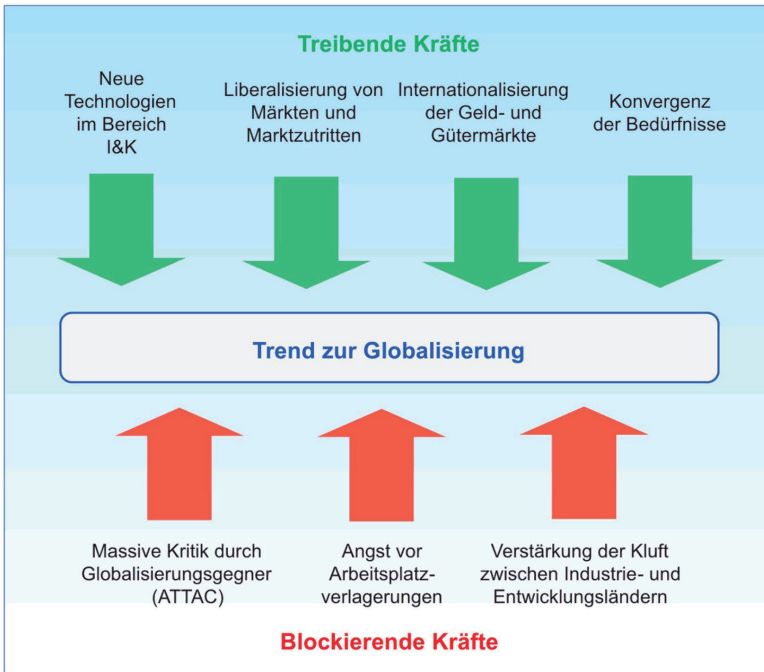 Treibende Kräfte
Neue
Technologien
im Bereich
I&K
Liberalisierung von
Märkten und
Marktzutritten
Internationalisierung
der Geld- und
Gütermärkte
Konvergenz
der Bedürfnisse
Trend zur Globalisierung
Massive Kritik durch
Globalisierungsgegner
(ATTAC)
Angst vor
Arbeitsplatz-
verlagerungen
Verstärkung der Kluft
zwischen Industrie- und
Entwicklungsländern
Blockierende Kräfte